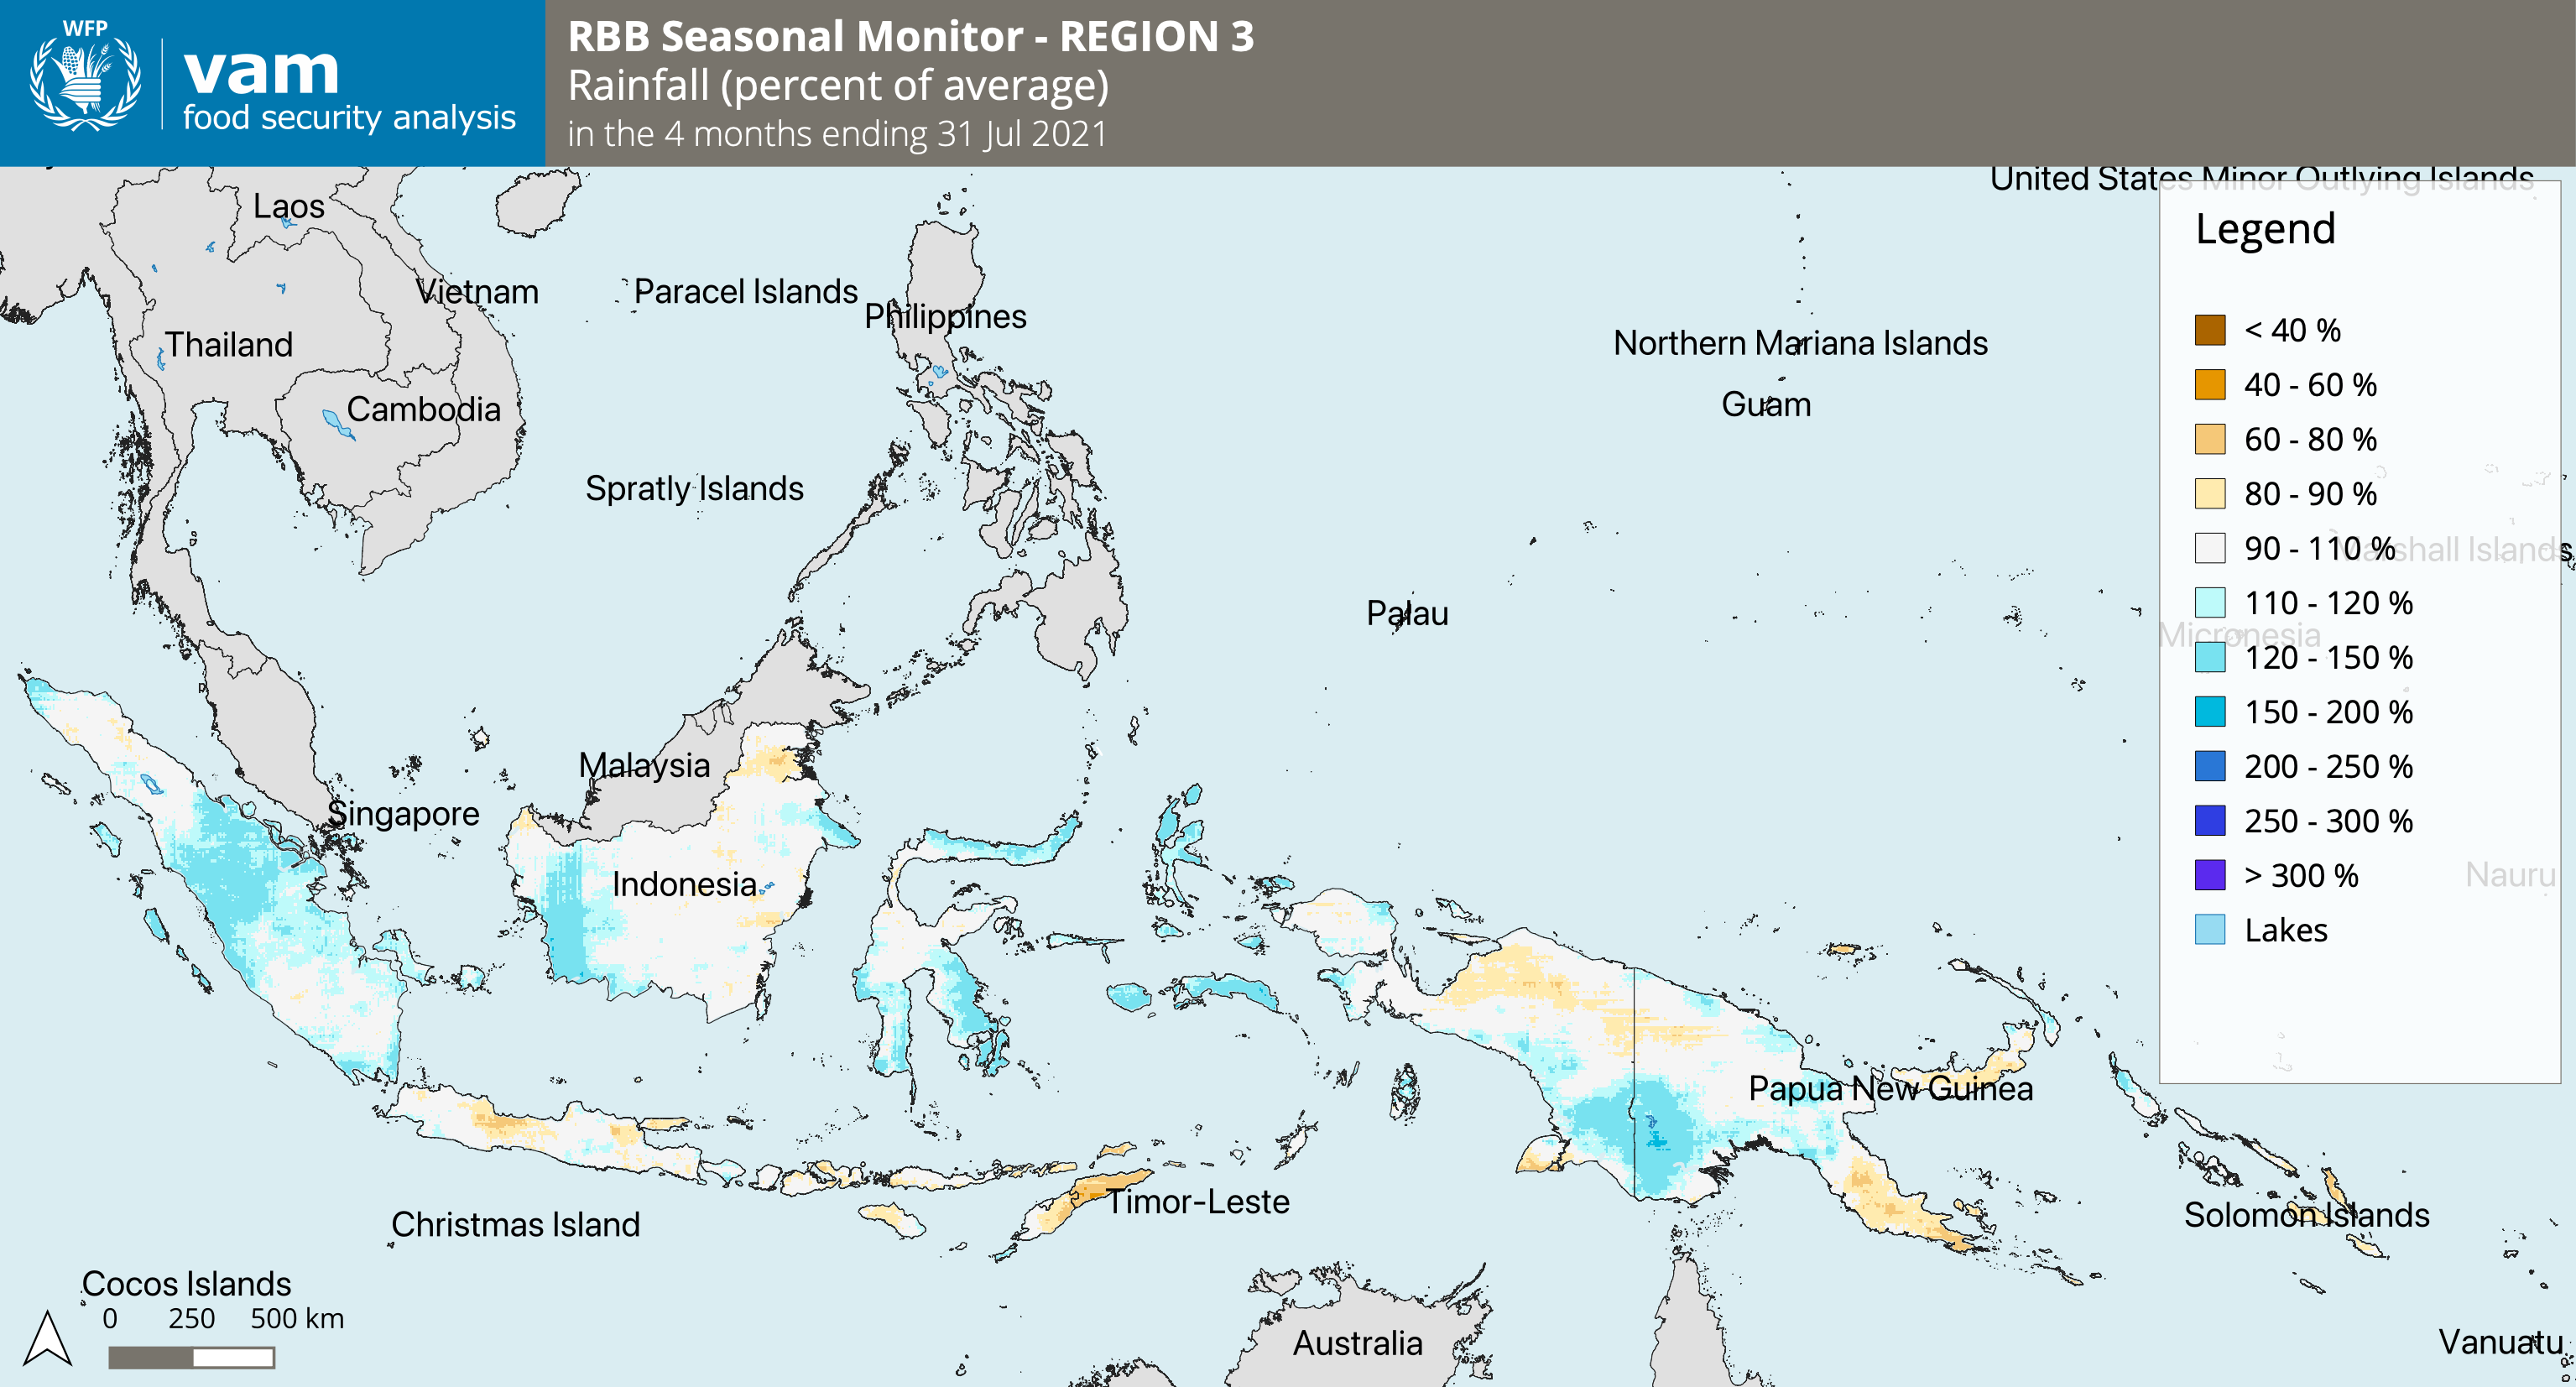 WFP
vam
food security analysis
RBB Seasonal Monitor - REGION 3
Rainfall (percent of average)
in the 4 months ending 31 Jul 2021
United States Minor Outlying Islands
Laos
Vietnam
Paracel Islands
Philippines
Thailand
Northern Mariana Islands
Guam
Cambodia
Spratly Islands
Palau
Malaysia
Singapore
Indonesia
Papua New Guinea
Timor-Leste
Christmas Island
Solomon Islands
Cocos Islands
0 250 500 km
Australia
Vanuatu
Legend
< 40 %
40 - 60 %
60 - 80 %
80 - 90 %
90 - 110 %
Marshall Islands
110 - 120 %
Micronesia
120 - 150 %
150 - 200 %
200 - 250 %
250 - 300 %
> 300 %
Nauru
Lakes